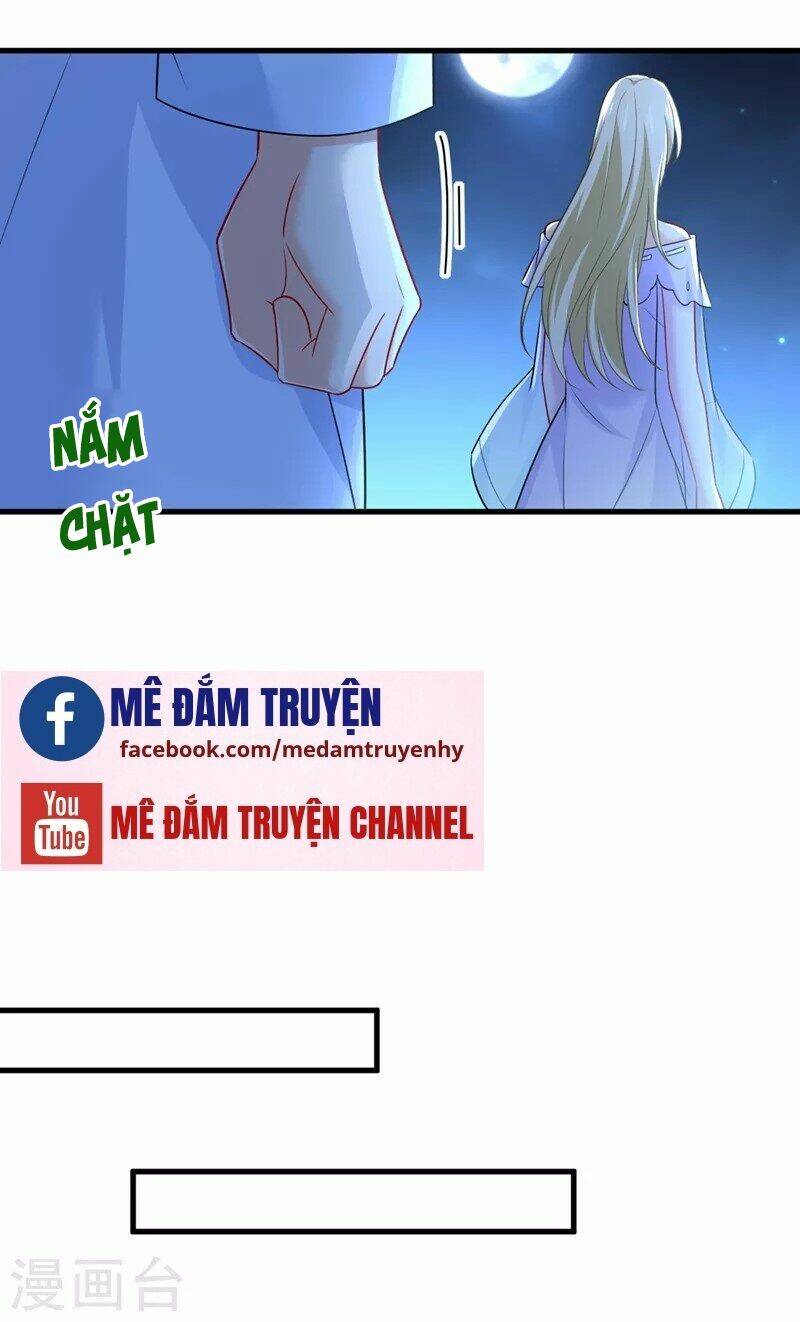 NẮM
CHẶT
f
MÊ ĐẮM TRUYỆN
facebook.com/medamtruyenhy
You
Tube
MÊ ĐẮM TRUYỆN CHANNEL
漫画台